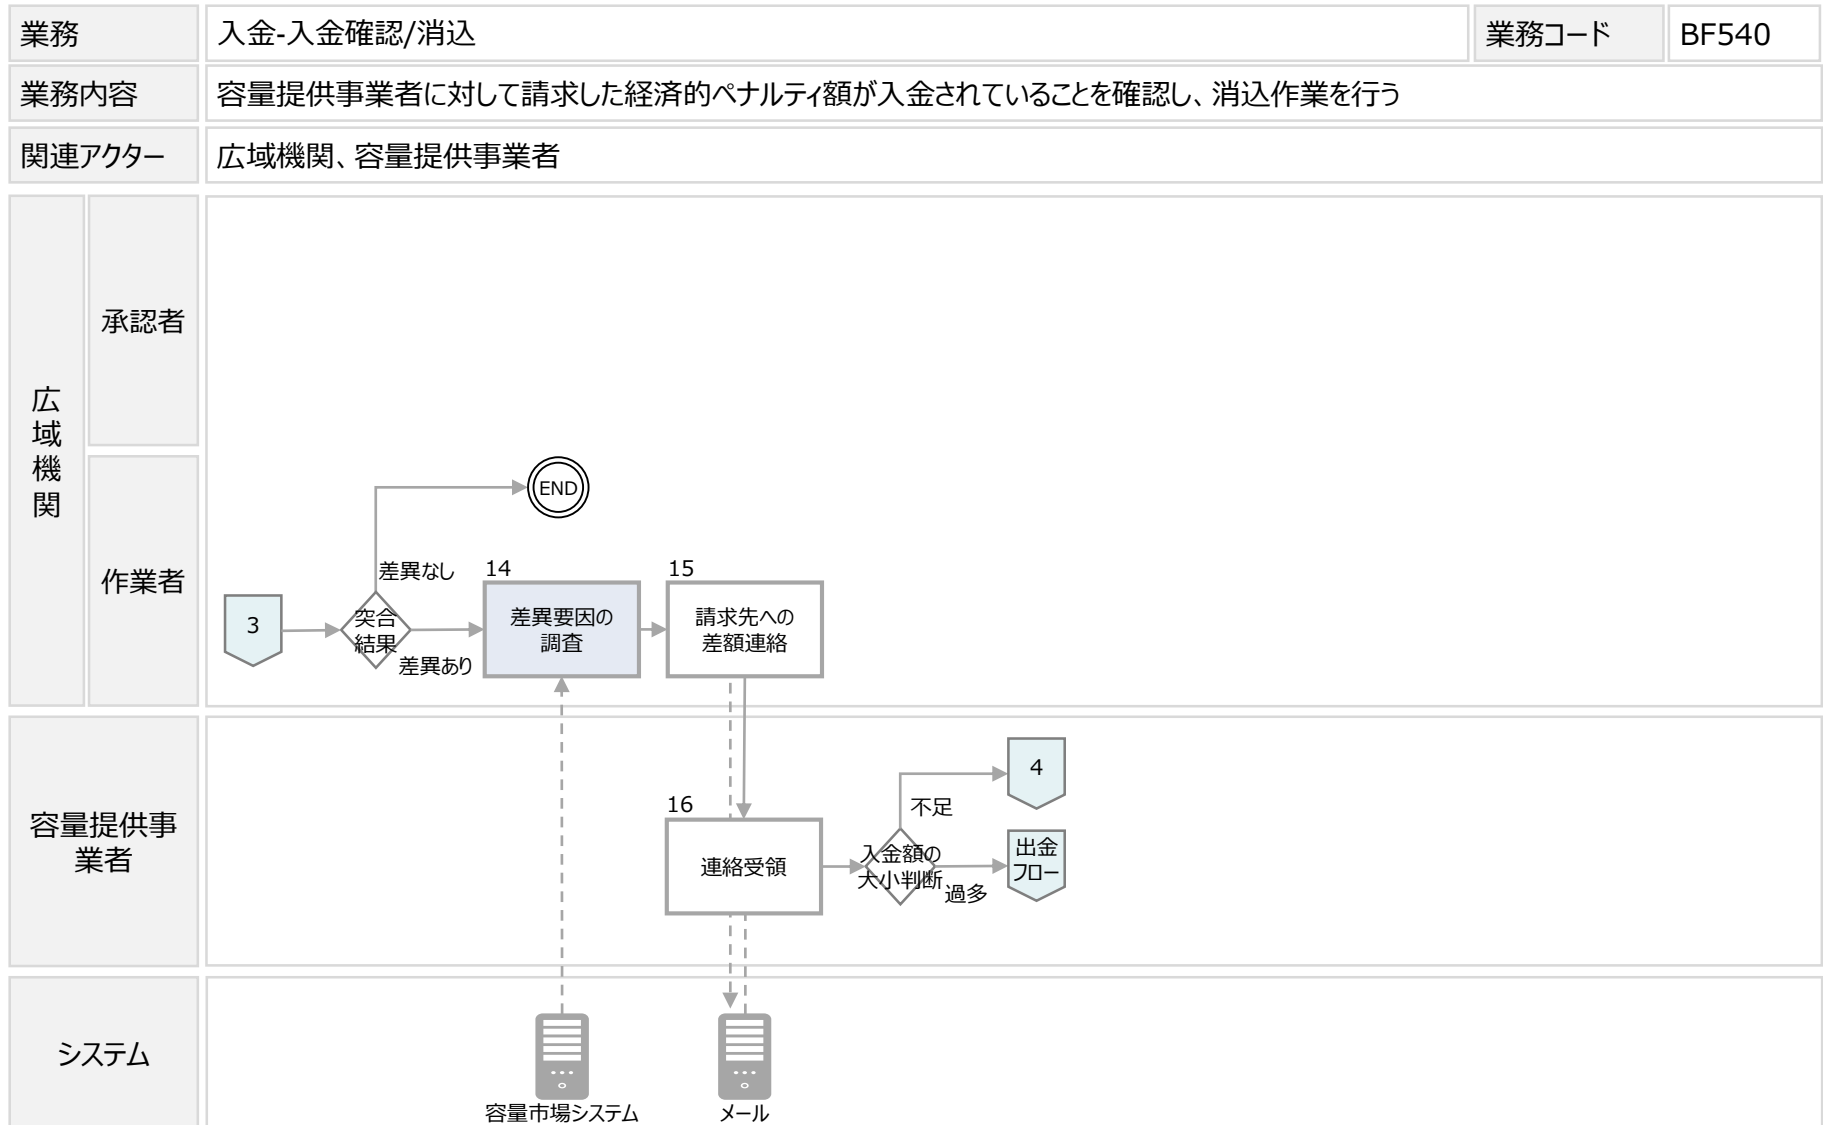 業務
入金-入金確認/消込
業務コード
BF540
業務内容
容量提供事業者に対して請求した経済的ペナルティ額が入金されていることを確認し、消込作業を行う
関連アクター
広域機関、容量提供事業者
広
域
機
関
承認者
作業者
END
差異なし
3
突合
結果
差異あり
14
差異要因の
調査
15
請求先への
差額連絡
容量提供事
業者
16
連絡受領
入金額の
大小判断
不足
4
過多
出金
フロー
システム
容量市場システム
メール